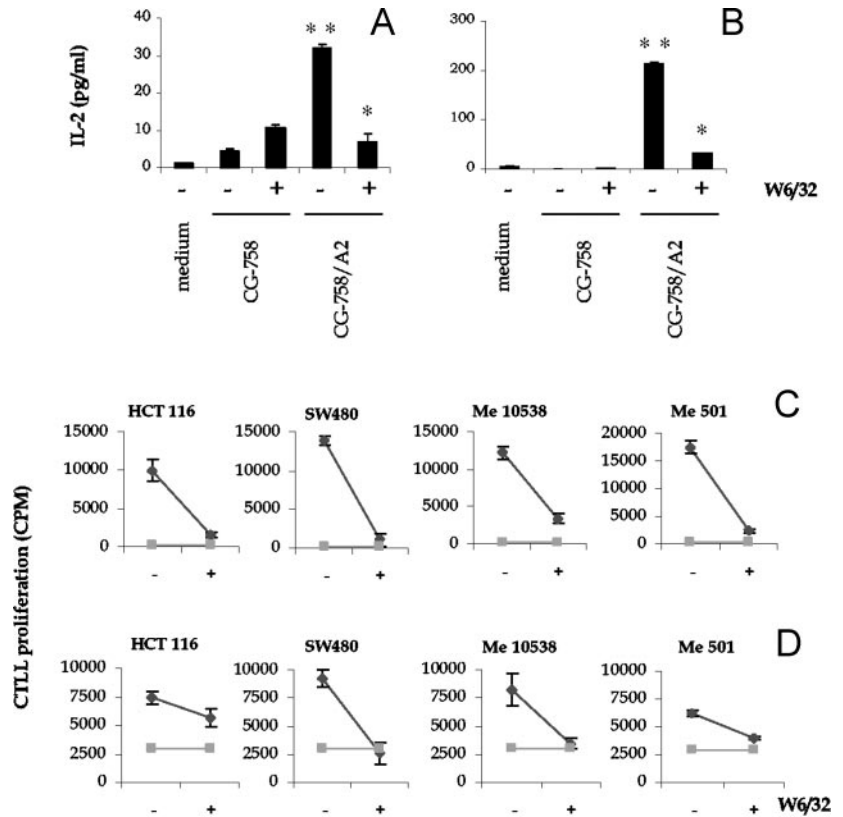 A
B
IL-2 (pg/ml)
40
30
20
10
0
300
200
100
0
* *
*
* *
*
- - + - +
- - + - +
W6/32
medium
CG-758
CG-758/A2
medium
CG-758
CG-758/A2
C
CTLL proliferation (CPM)
HCT 116
SW480
Me 10538
Me 501
15000
10000
5000
0
15000
10000
5000
0
15000
10000
5000
0
20000
15000
10000
5000
0
- +
- +
- +
- +
D
HCT 116
SW480
Me 10538
Me 501
10000
7500
5000
2500
0
10000
7500
5000
2500
0
10000
7500
5000
2500
0
10000
7500
5000
2500
0
- +
- +
- +
- +
W6/32